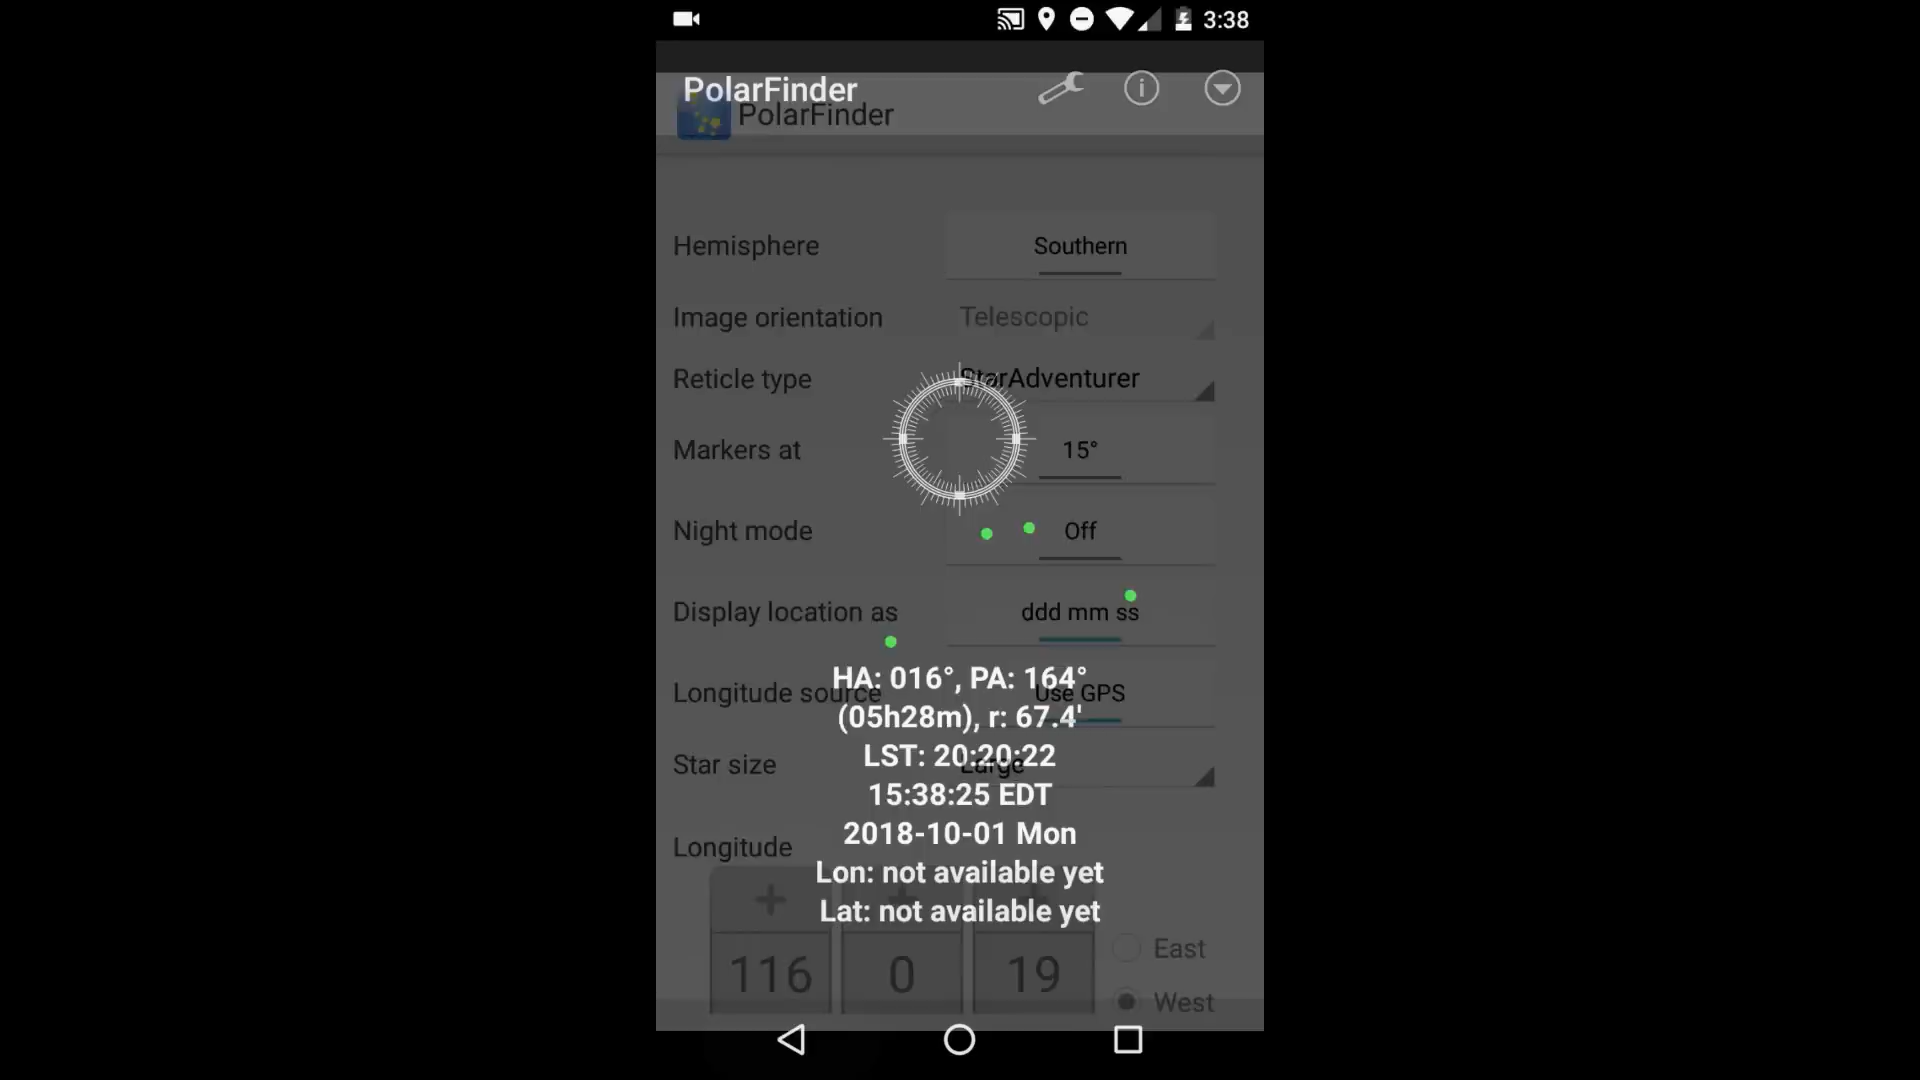 3:38
PolarFinder
PolarFinder
Hemisphere Southern
Image orientation Telescopic
Reticle type StarAdventurer
Markers at 15°
Night mode Off
Display location as ddd mm ss
HA: 016°, PA: 164°
Longitude source Use GPS
(05h28m), r: 67.4'
LST: 20:20:22
Star size Large
15:38:25 EDT
2018-10-01 Mon
Longitude
Lon: not available yet
+
Lat: not available yet
East
116 0 19
West